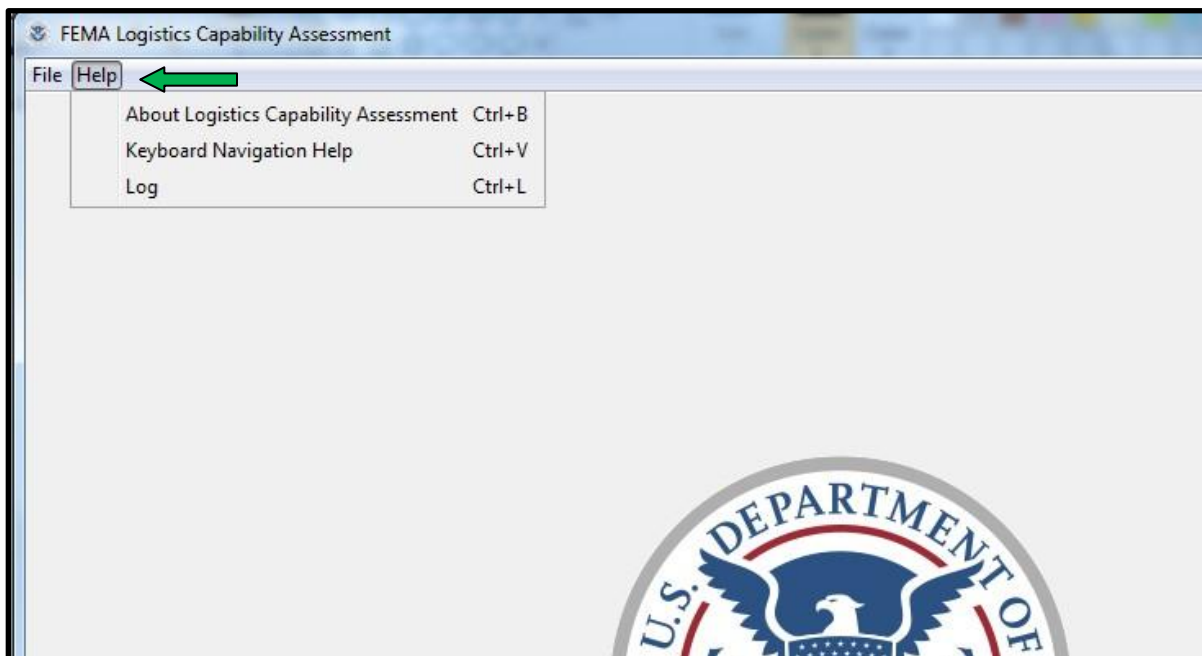 FEMA Logistics Capability Assessment
File Help
About Logistics Capability Assessment Ctrl+B
Keyboard Navigation Help Ctrl+V
Log Ctrl+L
U.S. DEPARTMENT OF